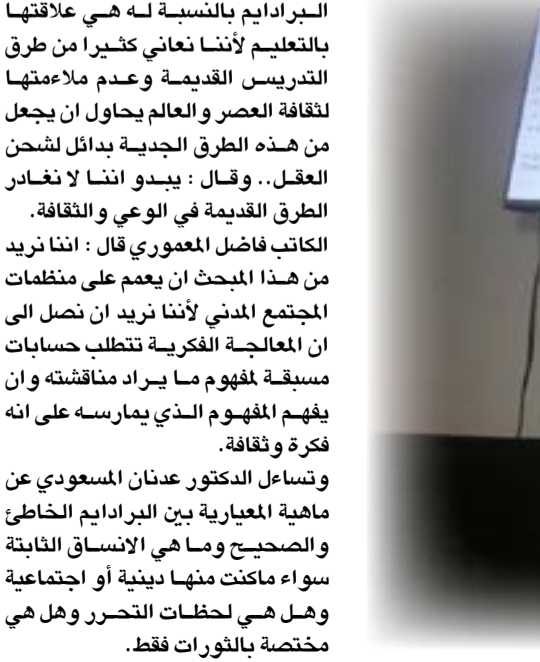 البرادايم بالنسبة له هي علاقتها
بالتعليم لأننا نعاني كثيرا من طرق
التدريس القديمة وعدم ملاءمتها
لثقافة العصر والعالم يحاول ان يجعل
من هذه الطرق الجدية بدائل لشحن
العقل.. وقال : يبدو اننا لا نغادر
الطرق القديمة في الوعي والثقافة.
الكاتب فاضل المعموري قال : اننا نريد
من هذا المبحث ان يعمم على منظمات
المجتمع المدني لأننا نريد ان نصل الى
ان المعالجة الفكرية تتطلب حسابات
مسبقة لمفهوم ما يراد مناقشته وان
يفهم المفهوم الذي يمارسه على انه
فكرة وثقافة.
وتساءل الدكتور عدنان المسعودي عن
ماهية المعيارية بين البرادايم الخاطئ
والصحيح وما هي الانساق الثابتة
سواء ماكنت منها دينية أو اجتماعية
وهل هي لحظات التحرر وهل هي
مختصة بالثورات فقط.